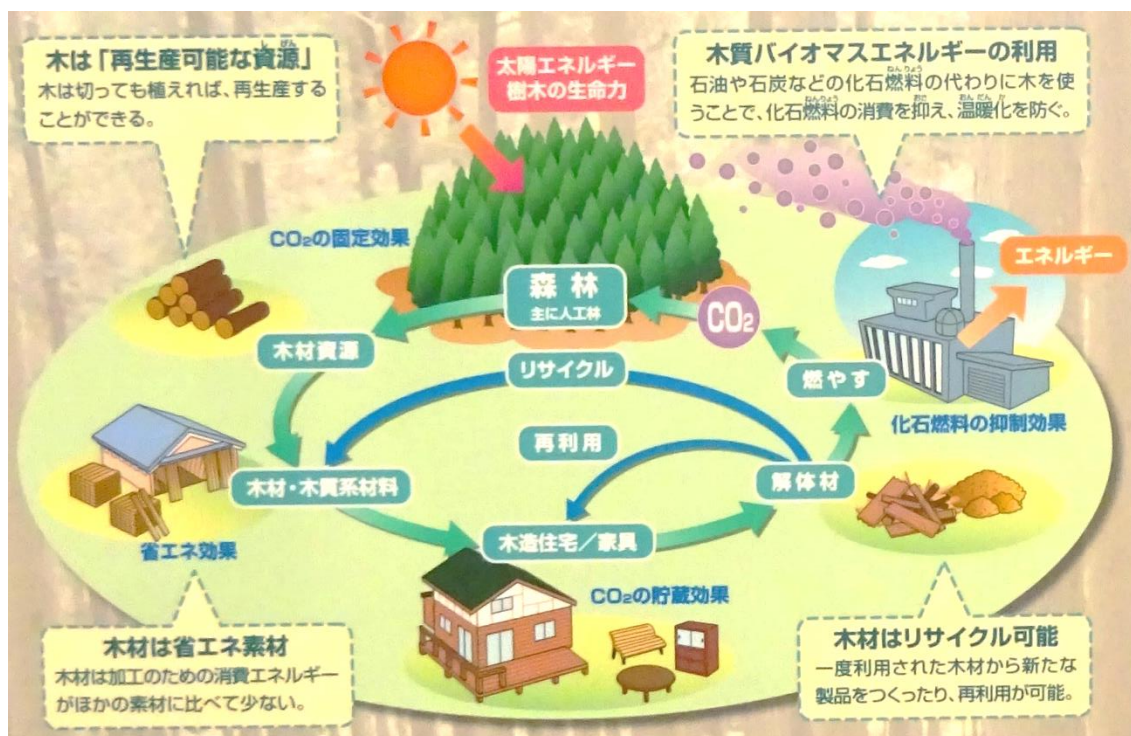 木は「再生産可能な資源」
木は切っても植えれば、再生産する
ことができる。
太陽エネルギー
樹木の生命力
木質バイオマスエネルギーの利用
石油や石炭などの化石燃料の代わりに木を使
うことで、化石燃料の消費を抑え、温暖化を防ぐ。
CO₂の固定効果
エネルギー
森林
主に人工林
CO₂
木材資源
リサイクル
燃やす
化石燃料の抑制効果
再利用
木材・木質系材料
解体材
省エネ効果
木造住宅／家具
CO₂の貯蔵効果
木材は省エネ素材
木材は加工のための消費エネルギー
がほかの素材に比べて少ない。
木材はリサイクル可能
一度利用された木材から新たな
製品をつくったり、再利用が可能。